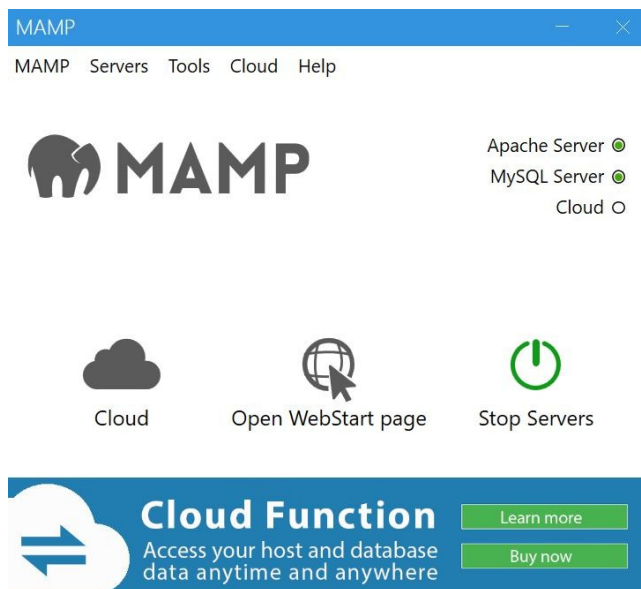 MAMP
MAMP Servers Tools Cloud Help
MAMP
Apache Server
MySQL Server
Cloud
Cloud
Open WebStart page
Stop Servers
Cloud Function
Access your host and database
data anytime and anywhere
Learn more
Buy now